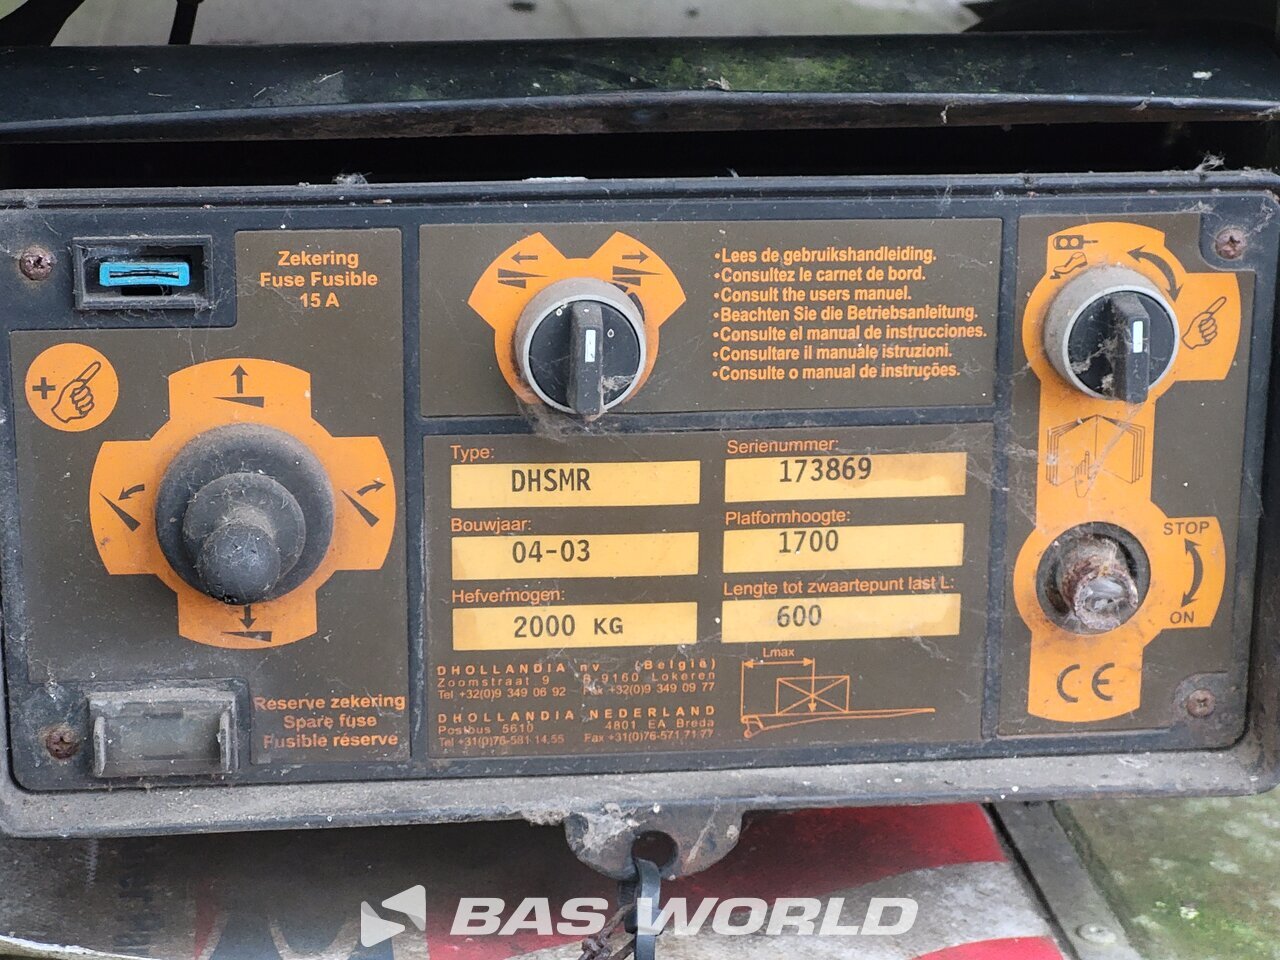 Zekering
Fuse Fusible
15 A
•Lees de gebruikshandleiding.
•Consultez le carnet de bord.
•Consult the users manuel.
•Beachten Sie die Betriebsanleitung.
•Consulte el manual de instrucciones.
•Consultare il manuale istruzioni.
•Consulte o manual de instruções.
0
+
Type:
DHSMR
Serienummer:
173869
Bouwjaar:
04-03
Platformhoogte:
1700
Hefvermogen:
2000 KG
Lengte tot zwaartepunt last L:
600
STOP
ON
CE
Lmax
DHOLLANDIA nv (België)
Zoomstraat 9 B-9160 Lokeren
Tel +32(0)9 349 06 92 Fax +32(0)9 349 09 77
DHOLLANDIA NEDERLAND
Postbus 5610 4801 EA Breda
Tel +31(0)76-581 14.55 Fax +31(0)76-571 71 77
Reserve zekering
Spare fuse
Fusible réserve
BAS WORLD